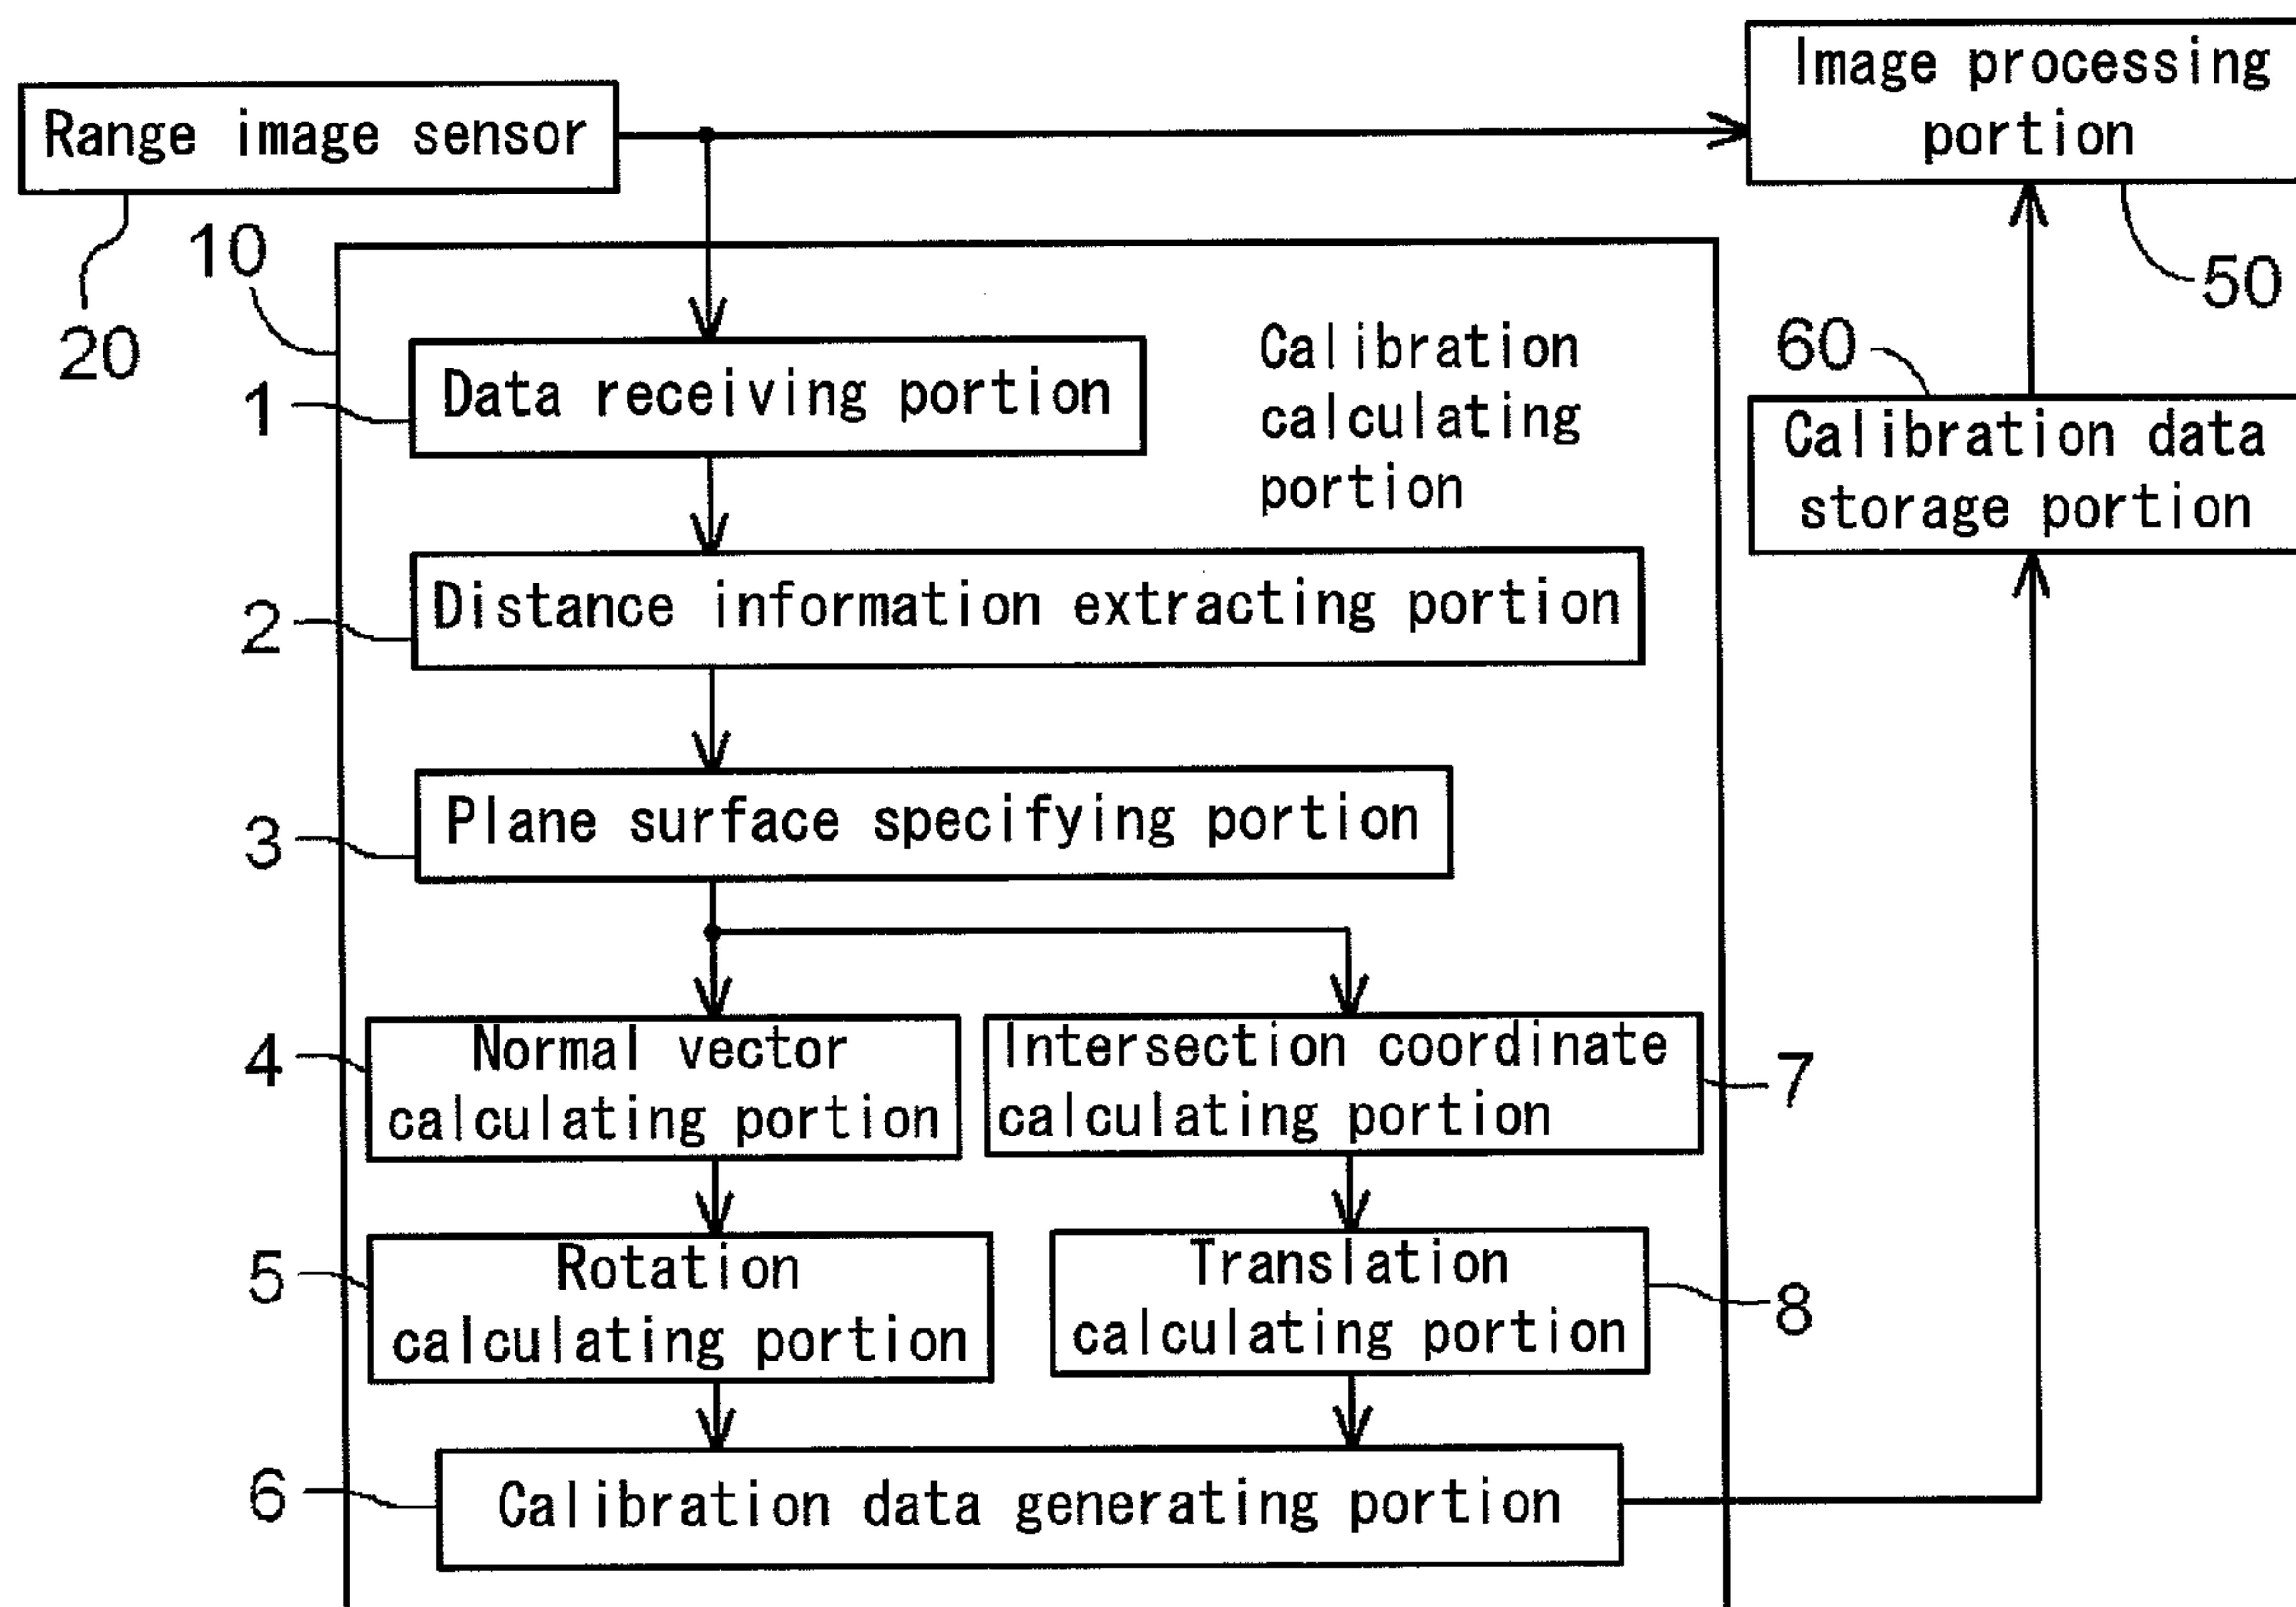 Image processing
portion
Range image sensor
10
20
50
Data receiving portion
1
Calibration
calculating
portion
60
Calibration data
storage portion
Distance information extracting portion
2
Plane surface specifying portion
3
Normal vector
calculating portion
4
Intersection coordinate
calculating portion
7
Rotation
calculating portion
5
Translation
calculating portion
8
Calibration data generating portion
6